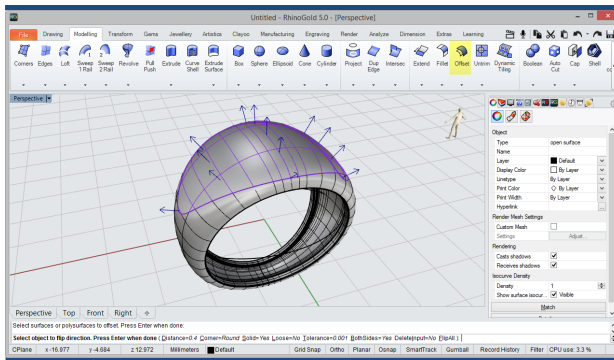 Untitled - RhinoGold 5.0 - [Perspective]
File Drawing Modelling Transform Gems Jewellery Artistics Clayoo Manufacturing Engraving Render Analyze Dimension Extras Learning
Corners Edges Loft Sweep 1 Rail Sweep 2 Rail Revolve Pull Push Extrude Curve Shell Extrude Surface Box Sphere Ellipsoid Cone Cylinder Project Dup Edge Intersec Extend Fillet Offset Untrim Dynamic Tiling Boolean Auto Cut Cap Shell
Perspective
Object
Type open surface
Name
Layer Default
Display Color By Layer
Linetype By Layer
Print Color By Layer
Print Width By Layer
Hyperlink ...
Render Mesh Settings
Custom Mesh
Settings Adjust...
Rendering
Casts shadows
Receives shadows
Isocurve Density
Density 1
Show surface isocur... Visible
Match
Perspective Top Front Right
Select surfaces or polysurfaces to offset. Press Enter when done:
Select object to flip direction. Press Enter when done ( Distance=0.4 Corner=Round Solid=Yes Loose=No Tolerance=0.001 BothSides=Yes DeleteInput=No FlipAll ):
CPlane x -16.977 y -4.684 z 12.972 Millimeters Default Grid Snap Ortho Planar Osnap SmartTrack Gumball Record History Filter CPU use: 3.3 %